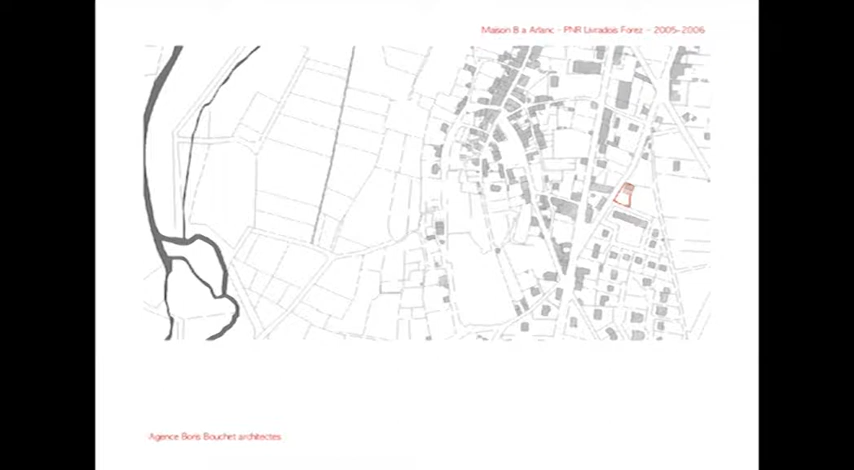 Maison B a Arlanc - PNR Livradois Forez - 2005-2006
Agence Boris Bouchet architectes